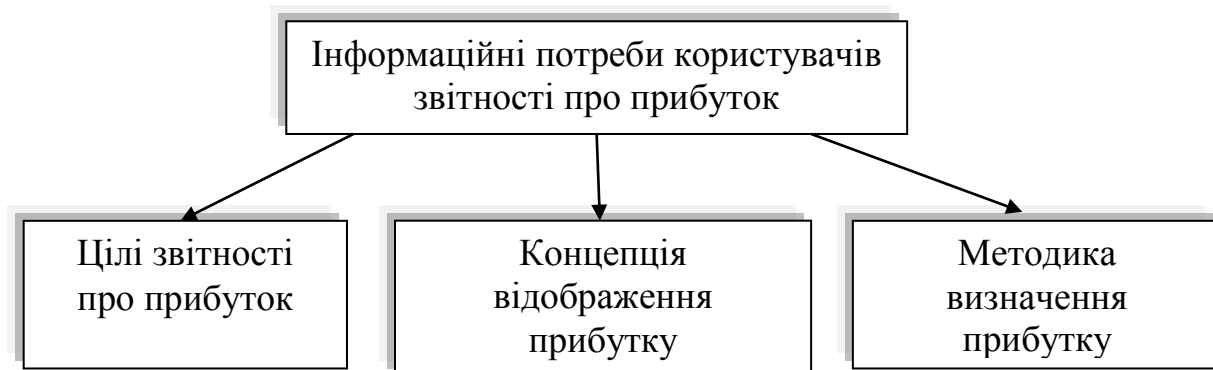 Інформаційні потреби користувачів
звітності про прибуток
Цілі звітності
про прибуток
Концепція
відображення
прибутку
Методика
визначення
прибутку